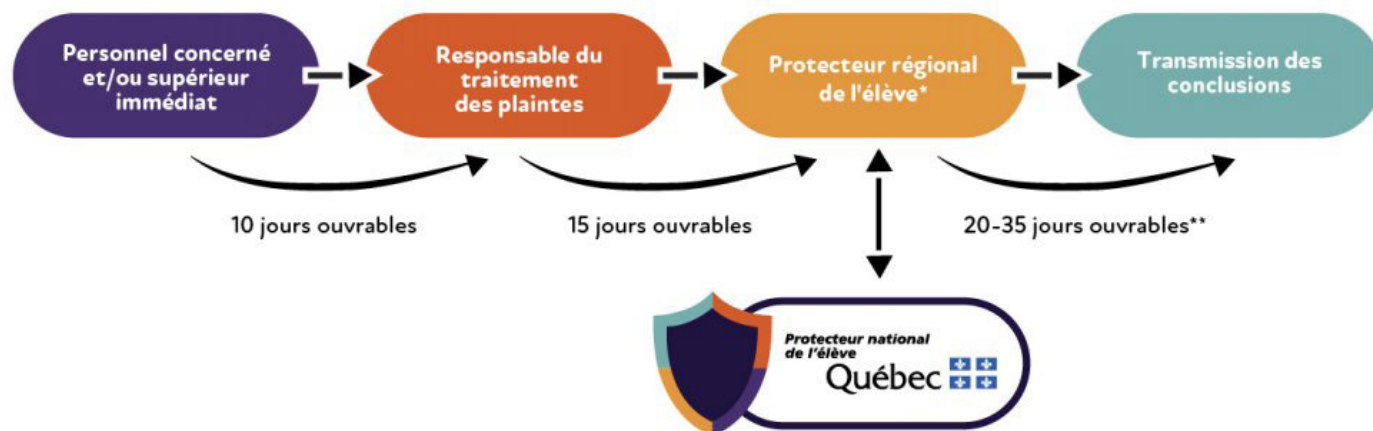 Personnel concerné
et/ou supérieur
immédiat
Responsable du
traitement
des plaintes
Protecteur régional
de l'élève*
Transmission des
conclusions
10 jours ouvrables
15 jours ouvrables
20-35 jours ouvrables**
Protecteur national
de l'élève
Québec